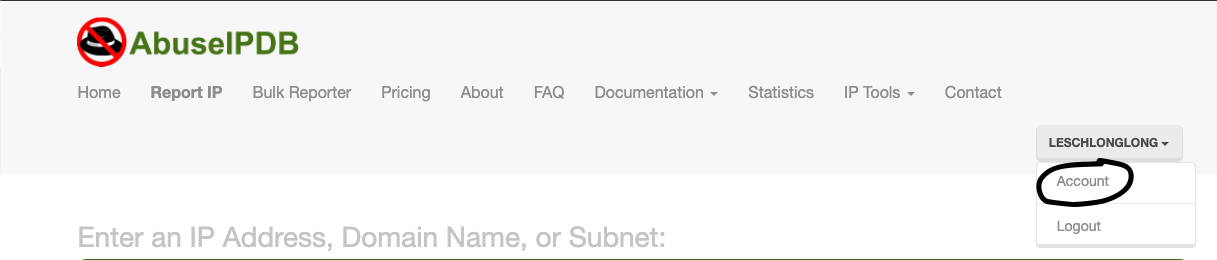 AbuseIPDB
Home Report IP Bulk Reporter Pricing About FAQ Documentation Statistics IP Tools Contact
LESCHLONGLONG
Account
Logout
Enter an IP Address, Domain Name, or Subnet: